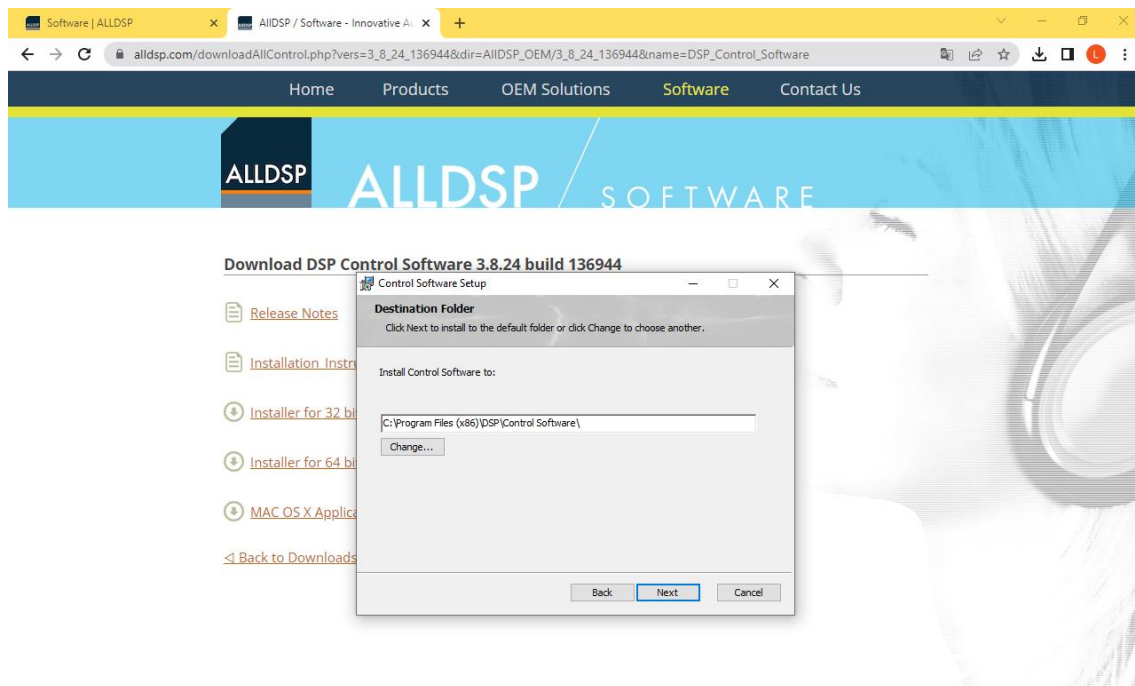 Software | ALLDSP
AllDSP / Software - Innovative Au
alldsp.com/downloadAllControl.php?vers=3_8_24_136944&dir=AllDSP_OEM/3_8_24_136944&name=DSP_Control_Software
L
Home Products OEM Solutions Software Contact Us
ALLDSP
ALLDSP / SOFTWARE
Download DSP Control Software 3.8.24 build 136944
Release Notes
Installation Instru
Installer for 32 bi
Installer for 64 bi
MAC OS X Applica
◁ Back to Downloads
Control Software Setup
Destination Folder
Click Next to install to the default folder or click Change to choose another.
Install Control Software to:
C:\Program Files (x86)\DSP\Control Software\
Change...
Back Next Cancel